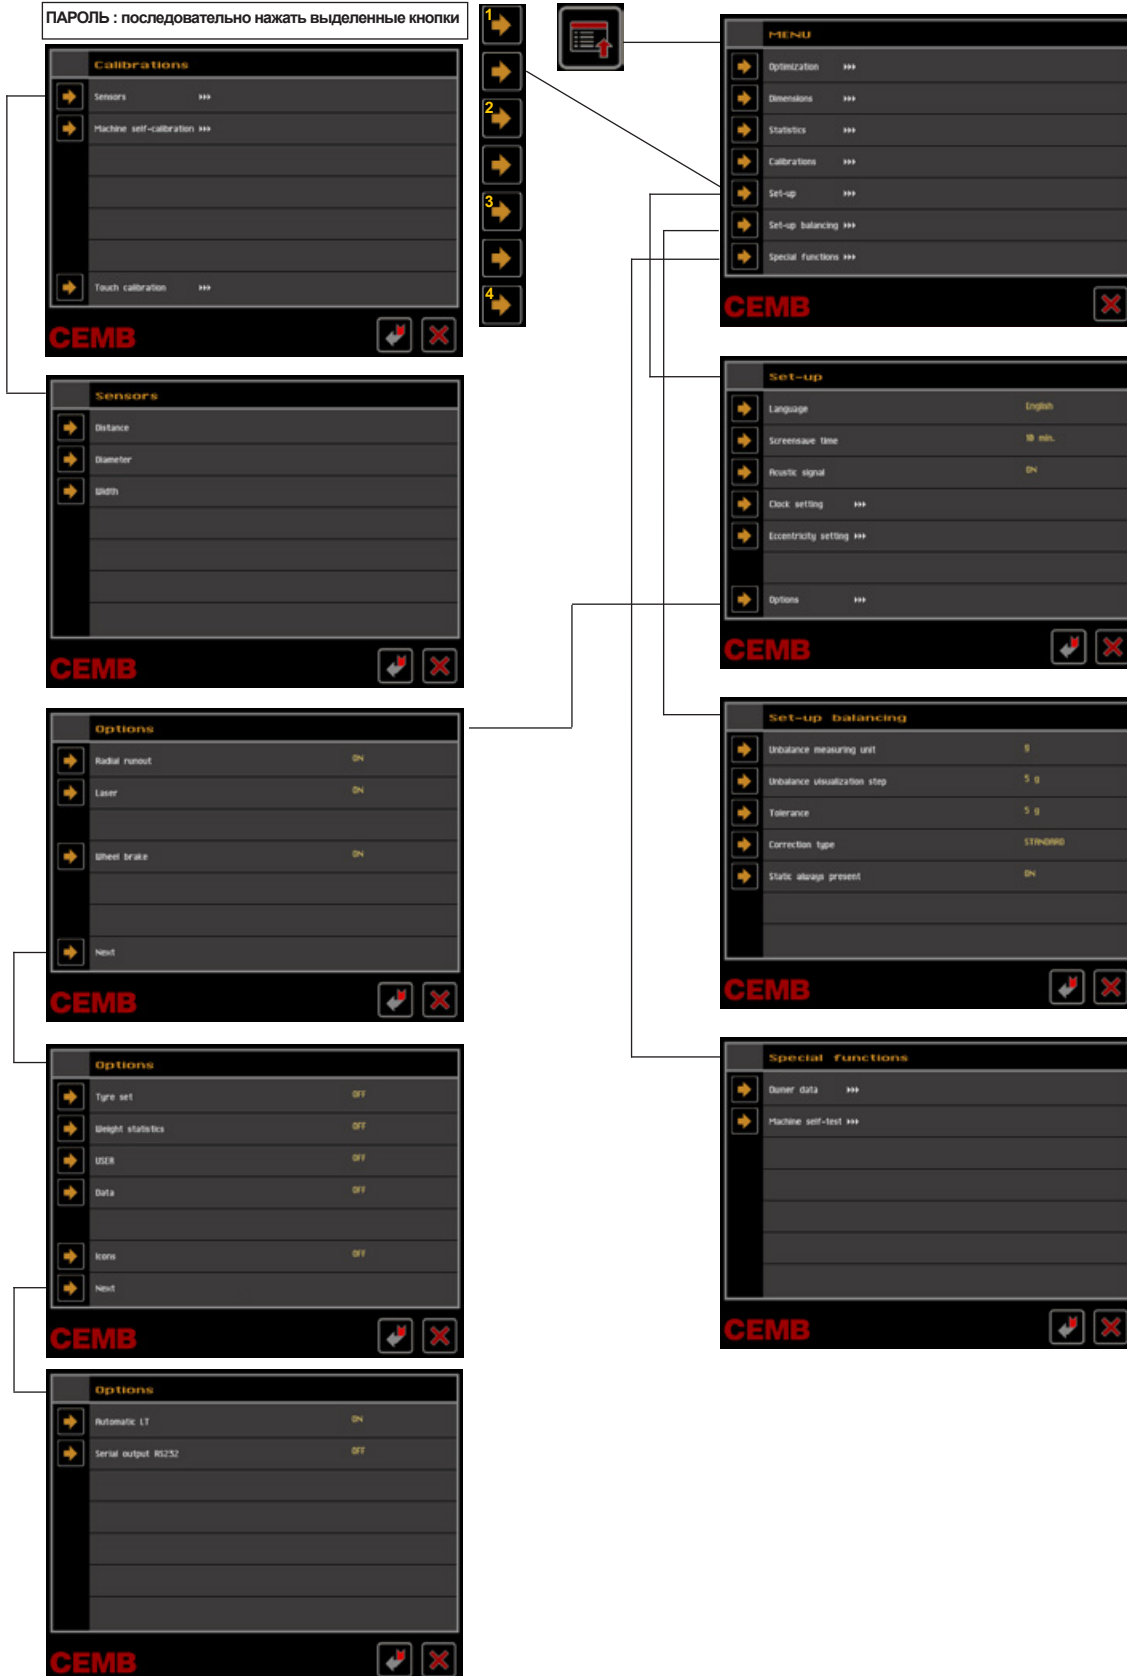 ПАРОЛЬ : последовательно нажать выделенные кнопки
Calibrations
Sensors
Machine self-calibration
Touch calibration
CEMB
1
2
3
4
MENU
Optimization
Dimensions
Statistics
Calibrations
Set-up
Set-up balancing
Special functions
CEMB
Sensors
Distance
Diameter
Width
CEMB
Set-up
Language English
Screensave time 10 min.
Acustic signal ON
Clock setting
Eccentricity setting
Options
CEMB
Options
Radial runout ON
Laser ON
Wheel brake ON
Next
CEMB
Set-up balancing
Unbalance measuring unit g
Unbalance visualization step 5 g
Tolerance 5 g
Correction type STANDARD
Static always present ON
CEMB
Options
Tyre set OFF
Weight statistics OFF
USER OFF
Data OFF
Icons OFF
Next
CEMB
Special functions
Owner data
Machine self-test
CEMB
Options
Automatic LT ON
Serial output RS232 OFF
CEMB